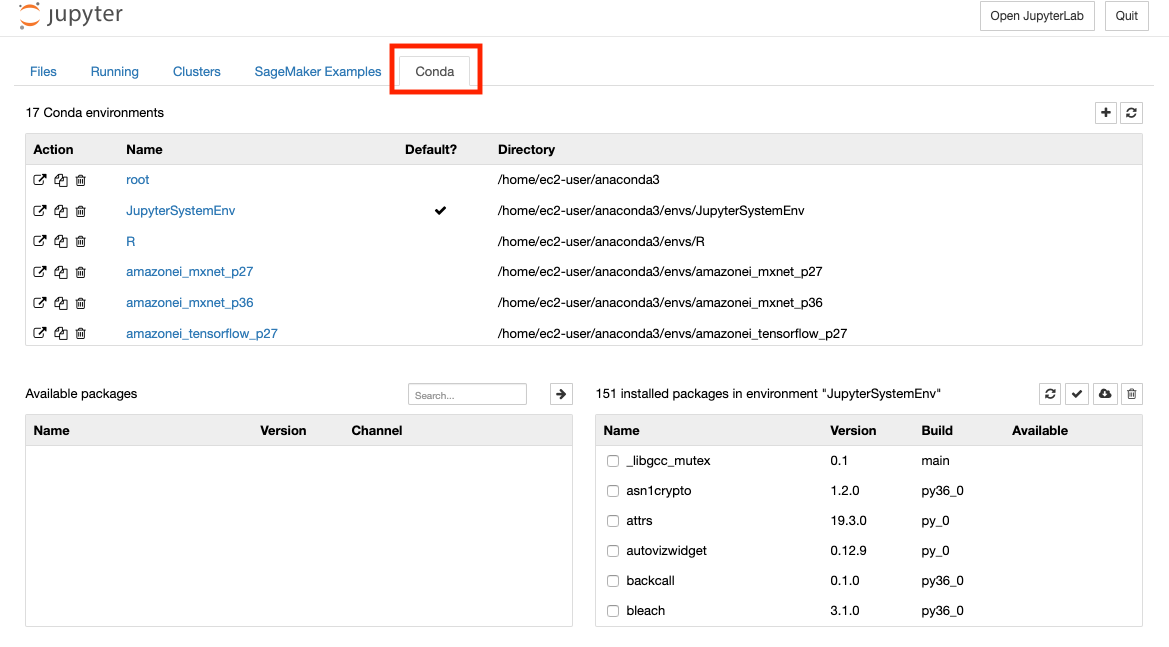 jupyter
Open JupyterLab Quit
Files Running Clusters SageMaker Examples Conda
17 Conda environments
Action Name Default? Directory
root /home/ec2-user/anaconda3
JupyterSystemEnv /home/ec2-user/anaconda3/envs/JupyterSystemEnv
R /home/ec2-user/anaconda3/envs/R
amazonei_mxnet_p27 /home/ec2-user/anaconda3/envs/amazonei_mxnet_p27
amazonei_mxnet_p36 /home/ec2-user/anaconda3/envs/amazonei_mxnet_p36
amazonei_tensorflow_p27 /home/ec2-user/anaconda3/envs/amazonei_tensorflow_p27
Available packages Search...
Name Version Channel
151 installed packages in environment "JupyterSystemEnv"
Name Version Build Available
_libgcc_mutex 0.1 main
asn1crypto 1.2.0 py36_0
attrs 19.3.0 py_0
autovizwidget 0.12.9 py_0
backcall 0.1.0 py36_0
bleach 3.1.0 py36_0